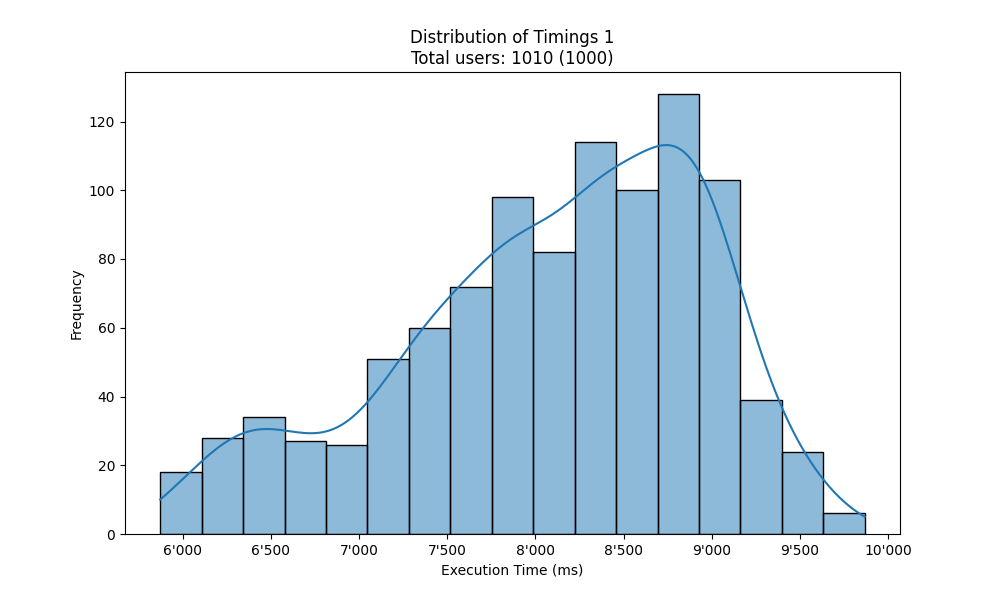 Distribution of Timings 1
Total users: 1010 (1000)
120
100
80
60
40
20
0
Frequency
6'000 6'500 7'000 7'500 8'000 8'500 9'000 9'500 10'000
Execution Time (ms)